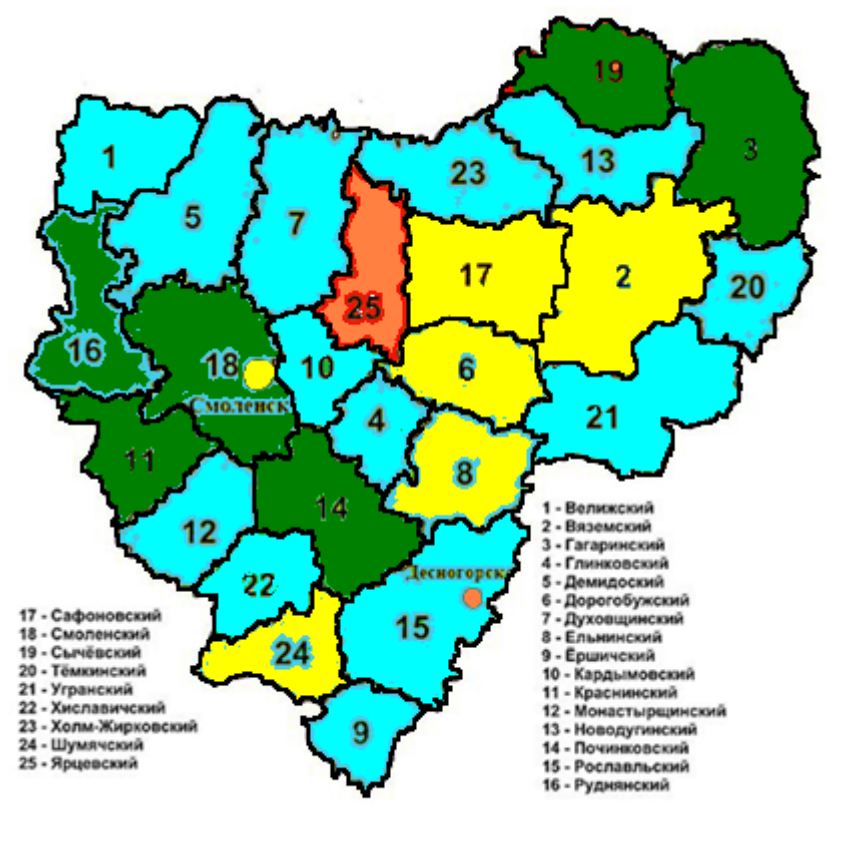 19
3
1
23
13
5
7
17
2
20
25
16
18
10
6
Смоленск
4
21
11
8
14
12
Десногорск
22
15
24
9
1 - Велижский
2 - Вяземский
3 - Гагаринский
4 - Глинковский
5 - Демидоский
6 - Дорогобужский
7 - Духовщинский
8 - Ельнинский
9 - Ёршичский
10 - Кардымовский
11 - Краснинский
12 - Монастырщинский
13 - Новодугинский
14 - Починковский
15 - Рославльский
16 - Руднянский
17 - Сафоновский
18 - Смоленский
19 - Сычёвский
20 - Тёмкинский
21 - Угранский
22 - Хиславичский
23 - Холм-Жирковский
24 - Шумячский
25 - Ярцевский